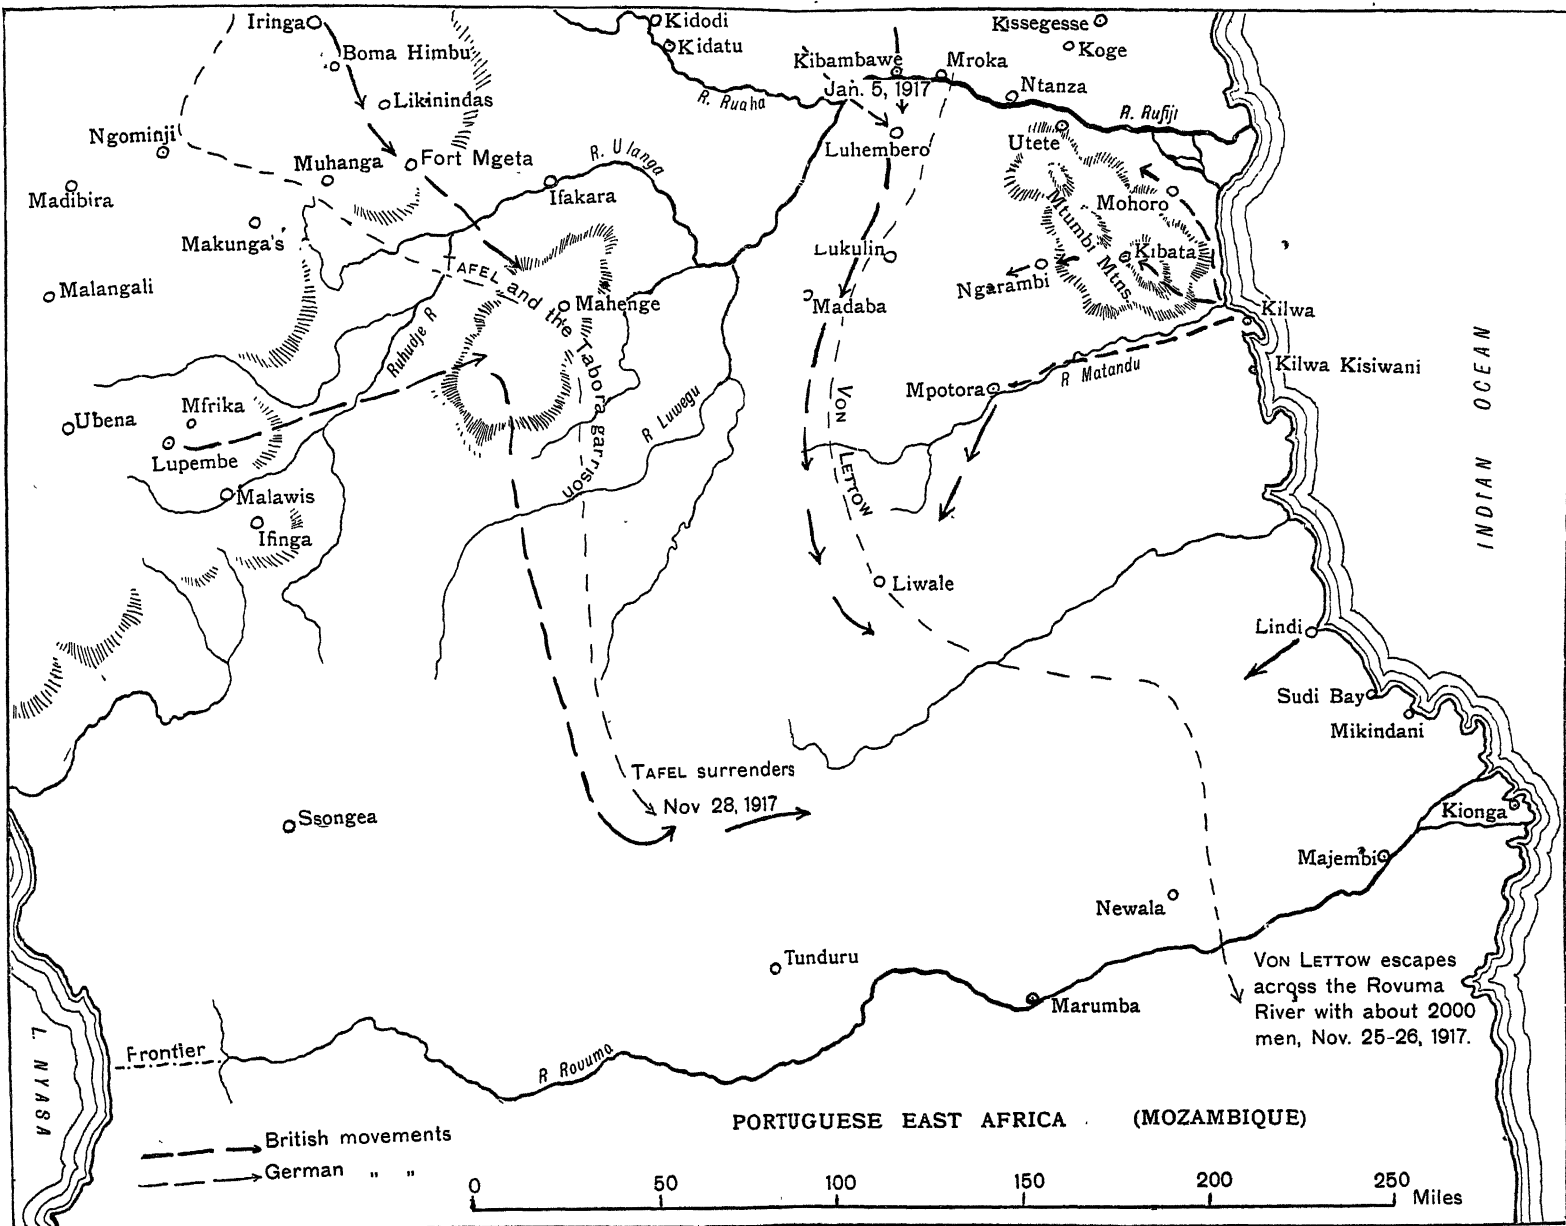 Iringa
Kidodi
Kissegesse
Kidatu
Koge
Boma Himbu
Kibambawe
Mroka
Jan. 5, 1917
Ntanza
Likinindas
R. Ruaha
R. Rufiji
Ngominji
Utete
Luhembero
Muhanga
Fort Mgeta
R. Ulanga
Madibira
Ifakara
Mohoro
Makunga's
Mtumbi Mtns.
Lukulin
Kibata
Ngarambi
Malangali
TAFEL and the Tabora garrison
Mahenge
Madaba
Kilwa
Ruhudje R
Kilwa Kisiwani
R Matandu
Mpotora
INDIAN OCEAN
Ubena
Mfrika
R Luwegu
VON LETTOW
Lupembe
Malawis
Ifinga
Liwale
Lindi
Sudi Bay
Mikindani
TAFEL surrenders
Nov 28, 1917
Ssongea
Kionga
Majembi
Newala
Tunduru
VON LETTOW escapes
across the Rovuma
River with about 2000
men, Nov. 25-26, 1917.
Marumba
L. NYASA
Frontier
R Rovuma
PORTUGUESE EAST AFRICA (MOZAMBIQUE)
British movements
German " "
0 50 100 150 200 250 Miles